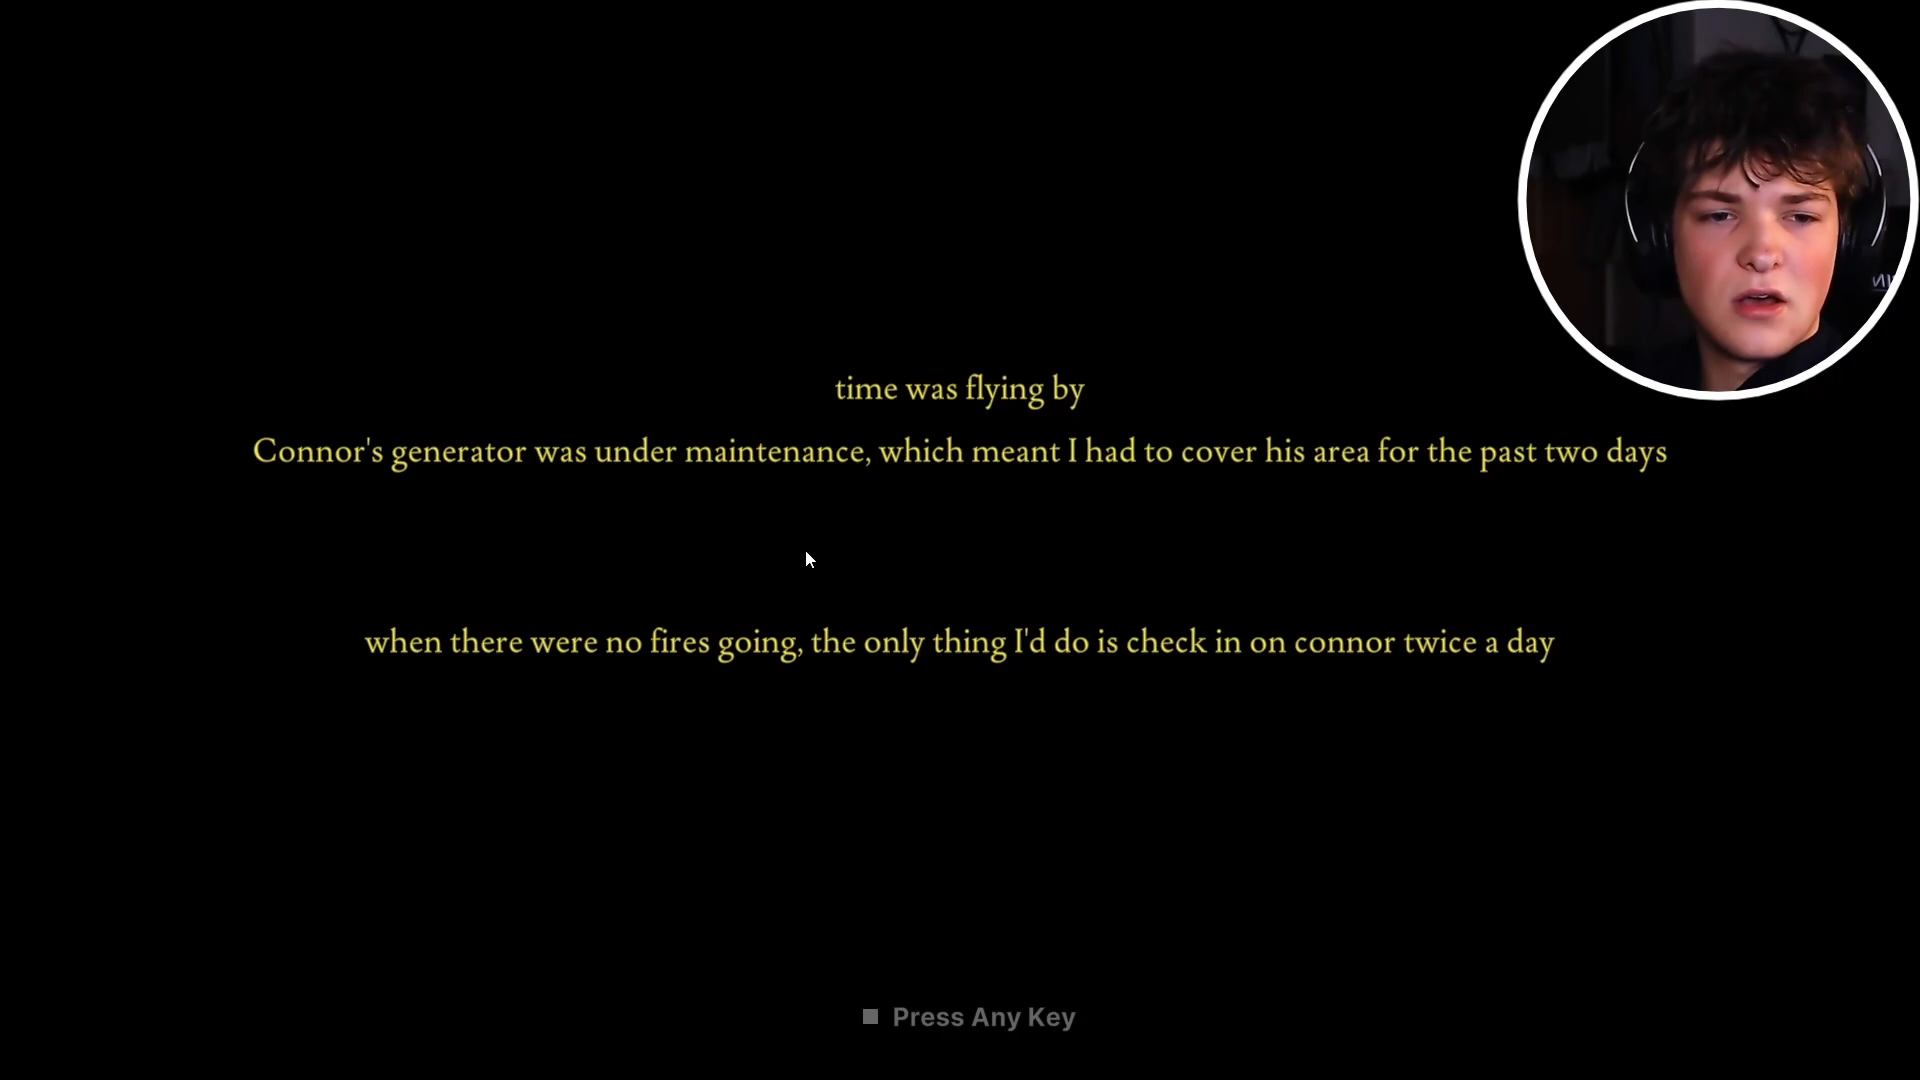 time was flying by
Connor's generator was under maintenance, which meant I had to cover his area for the past two days
when there were no fires going, the only thing I'd do is check in on connor twice a day
Press Any Key